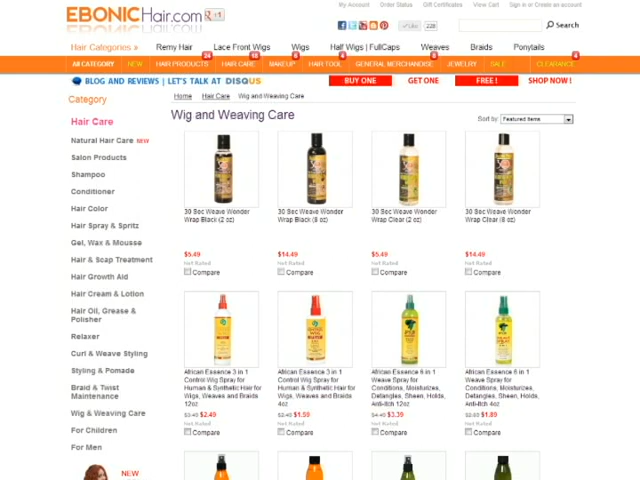 My Account   Order Status   Gift Certificates   View Cart   Sign in or Create an account
EBONICHair.com
+1
Like 228
Search
Hair Categories »   Remy Hair   Lace Front Wigs   Wigs   Half Wigs | FullCaps   Weaves   Braids   Ponytails
All CATEGORY   NEW   HAIR PRODUCTS   HAIR CARE   MAKEUP   HAIR TOOL   GENERAL MERCHANDISE   JEWELRY   SALE   CLEARANCE
BLOG AND REVIEWS | LET'S TALK AT DISQUS   BUY ONE   GET ONE   FREE !   SHOP NOW !
Category
Home   Hair Care   Wig and Weaving Care
Wig and Weaving Care
Sort by   Featured Items
Hair Care
Natural Hair Care NEW
Salon Products
Shampoo
Conditioner
Hair Color
Hair Spray & Spritz
Gel, Wax & Mousse
Hair & Scap Treatment
Hair Growth Aid
Hair Cream & Lotion
Hair Oil, Grease &
Polisher
Relaxer
Curl & Weave Styling
Styling & Pomade
Braid & Twist
Maintenance
Wig & Weaving Care
For Children
For Men
NEW
30 Sec Weave Wonder
Wrap Black (2 oz)
$5.49
Not Rated
Compare
30 Sec Weave Wonder
Wrap Black (8 oz)
$14.49
Not Rated
Compare
30 Sec Weave Wonder
Wrap Clear (2 oz)
$5.49
Not Rated
Compare
30 Sec Weave Wonder
Wrap Clear (8 oz)
$14.49
Not Rated
Compare
African Essence 3 in 1
Control Wig Spray for
Human & Synthetic Hair for
Wigs, Weaves and Braids
12oz
$2.49
Not Rated
Compare
African Essence 3 in 1
Control Wig Spray for
Human & Synthetic Hair for
Wigs, Weaves and Braids
4oz
$1.59
Not Rated
Compare
African Essence 6 in 1
Weave Spray for
Conditions, Moisturizes,
Detangles, Sheen, Holds,
Anti-Itch 12oz
$3.39
Not Rated
Compare
African Essence 6 in 1
Weave Spray for
Conditions, Moisturizes,
Detangles, Sheen, Holds,
Anti-Itch 4oz
$1.89
Not Rated
Compare